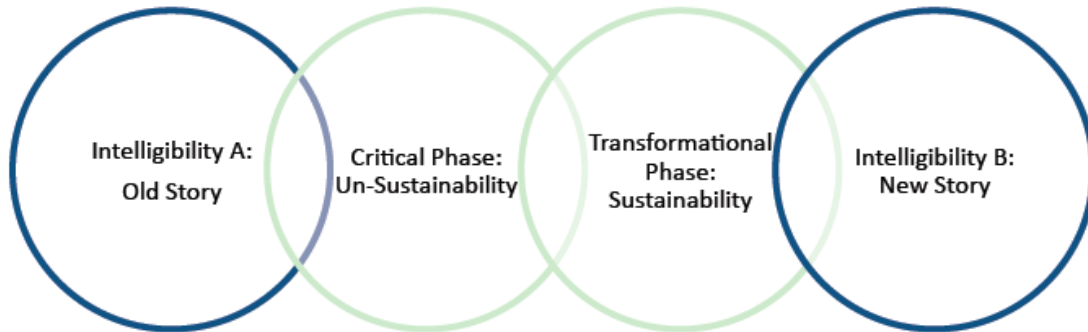 Intelligibility A:
Old Story
Critical Phase:
Un-Sustainability
Transformational
Phase:
Sustainability
Intelligibility B:
New Story